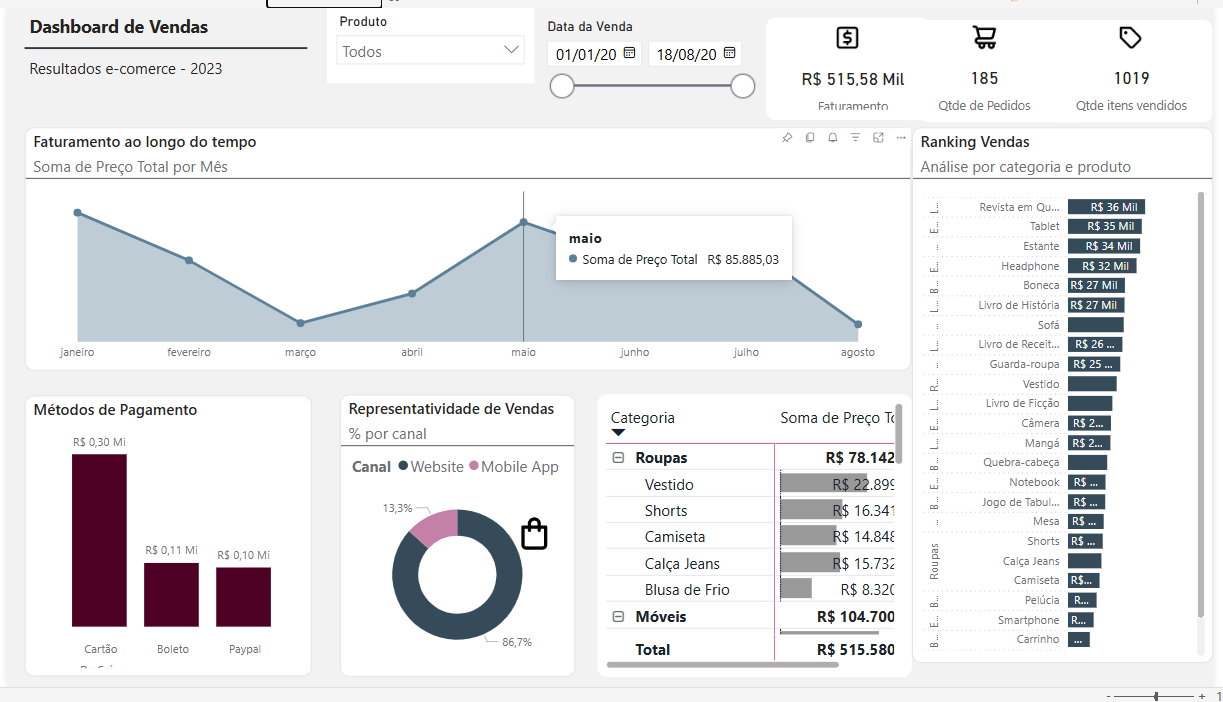 Dashboard de Vendas
Resultados e-comerce - 2023
Produto
Todos
Data da Venda
01/01/20
18/08/20
R$ 515,58 Mil
Faturamento
185
Qtde de Pedidos
1019
Qtde itens vendidos
Faturamento ao longo do tempo
Soma de Preço Total por Mês
maio
Soma de Preço Total R$ 85.885,03
janeiro fevereiro março abril maio junho julho agosto
Ranking Vendas
Análise por categoria e produto
L...
Revista em Qu... R$ 36 Mil
E...
Tablet R$ 35 Mil
Estante R$ 34 Mil
E...
Headphone R$ 32 Mil
B...
Boneca R$ 27 Mil
L...
Livro de História R$ 27 Mil
Sofá
L...
Livro de Receit... R$ 26 ...
Guarda-roupa R$ 25 ...
R...
Vestido
L...
Livro de Ficção
E...
Câmera R$ 2...
L...
Mangá R$ 2...
B...
Quebra-cabeça
E...
Notebook R$ ...
B...
Jogo de Tabul... R$ ...
Mesa R$ ...
Roupas
Shorts R$ ...
Calça Jeans
Camiseta R$...
B...
Pelúcia R...
E...
Smartphone R...
B...
Carrinho ...
Métodos de Pagamento
R$ 0,30 Mi
R$ 0,11 Mi
R$ 0,10 Mi
Cartão
Boleto
Paypal
Representatividade de Vendas
% por canal
Canal Website Mobile App
13,3%
86,7%
Categoria Soma de Preço
Roupas R$ 78.142
Vestido R$ 22.899
Shorts R$ 16.341
Camiseta R$ 14.848
Calça Jeans R$ 15.732
Blusa de Frio R$ 8.320
Móveis R$ 104.700
Total R$ 515.580
- + 1